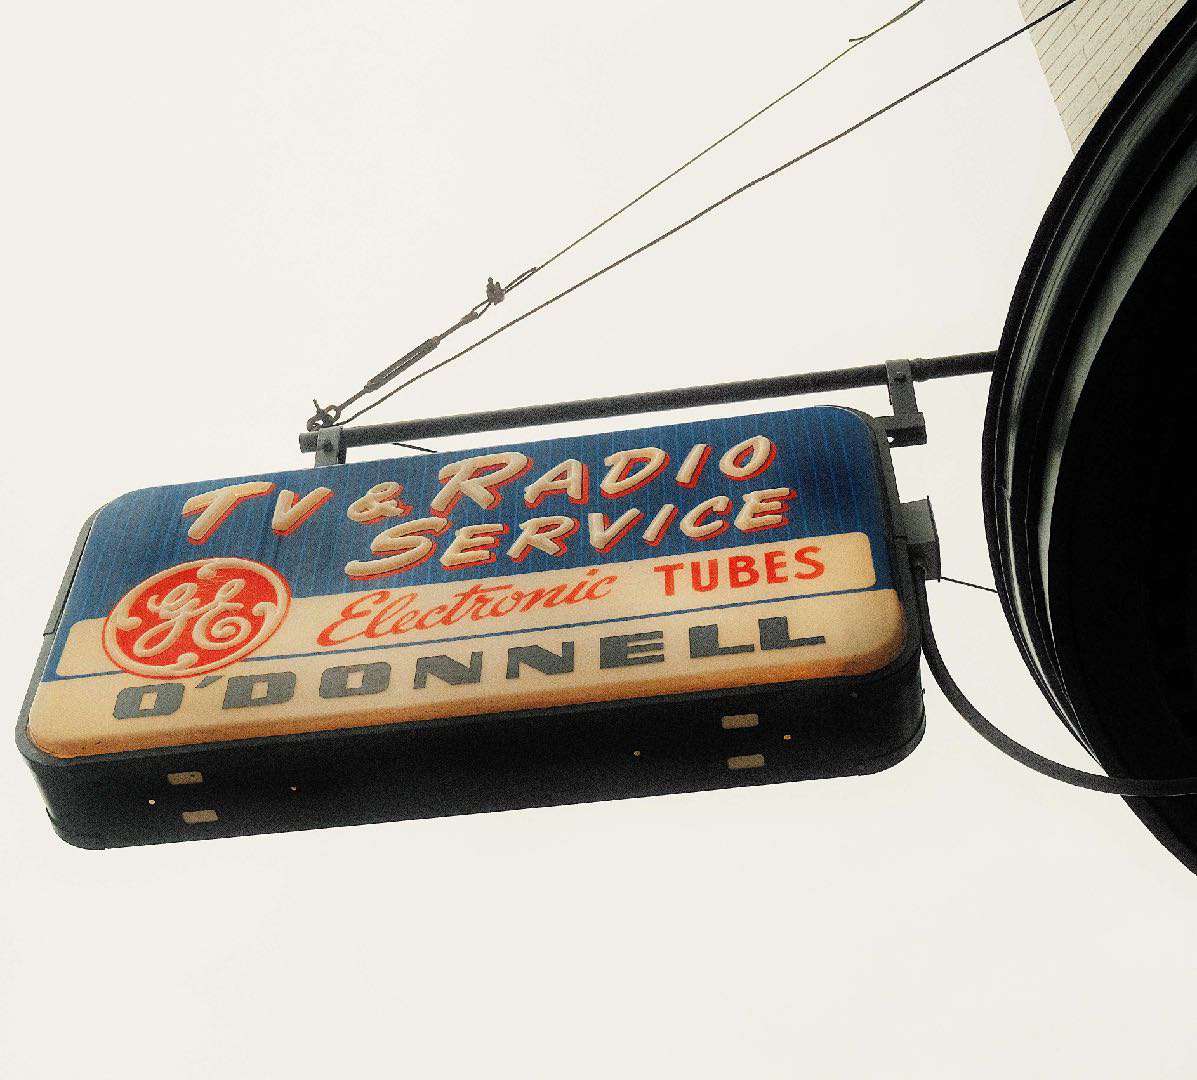 TV & RADIO
SERVICE
GE
Electronic TUBES
O'DONNELL